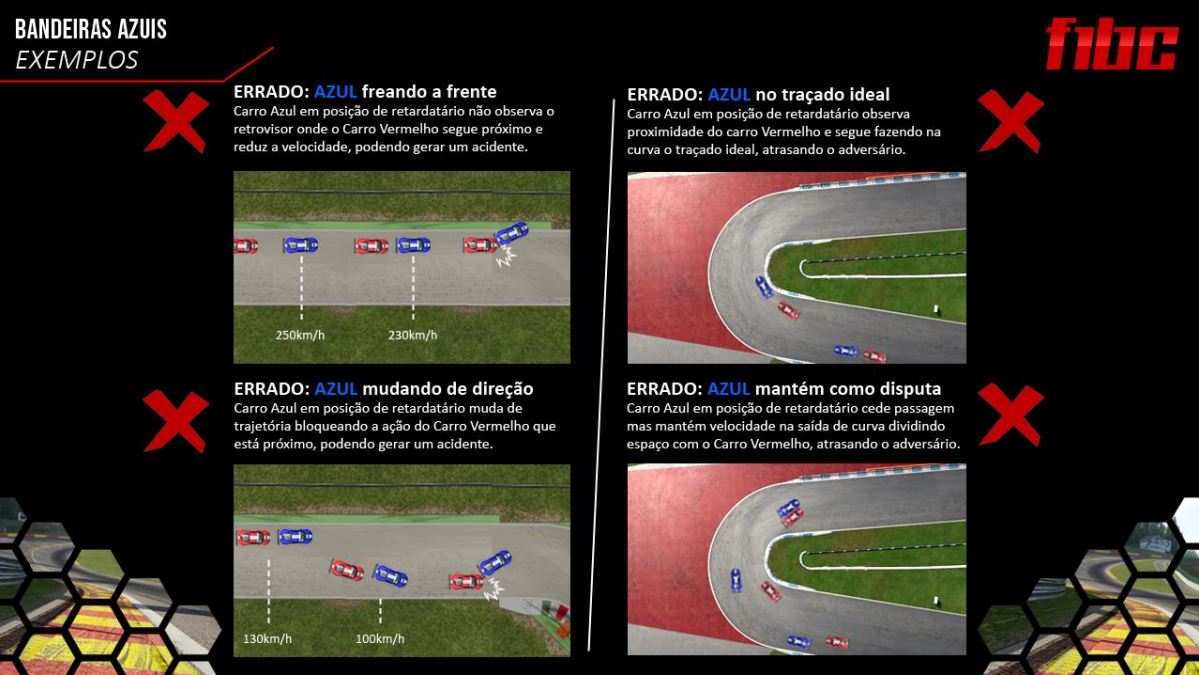 BANDEIRAS AZUIS
EXEMPLOS
f1bc
ERRADO: AZUL freando a frente
Carro Azul em posição de retardatário não observa o
retrovisor onde o Carro Vermelho segue próximo e
reduz a velocidade, podendo gerar um acidente.
250km/h
230km/h
ERRADO: AZUL no traçado ideal
Carro Azul em posição de retardatário observa
proximidade do carro Vermelho e segue fazendo na
curva o traçado ideal, atrasando o adversário.
ERRADO: AZUL mudando de direção
Carro Azul em posição de retardatário muda de
trajetória bloqueando a ação do Carro Vermelho que
está próximo, podendo gerar um acidente.
130km/h
100km/h
ERRADO: AZUL mantém como disputa
Carro Azul em posição de retardatário cede passagem
mas mantém velocidade na saída de curva dividindo
espaço com o Carro Vermelho, atrasando o adversário.